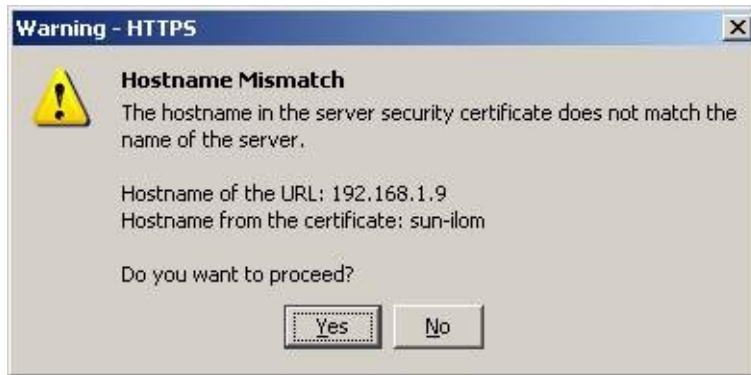 Warning - HTTPS
Hostname Mismatch
The hostname in the server security certificate does not match the
name of the server.
Hostname of the URL: 192.168.1.9
Hostname from the certificate: sun-ilom
Do you want to proceed?
Yes No